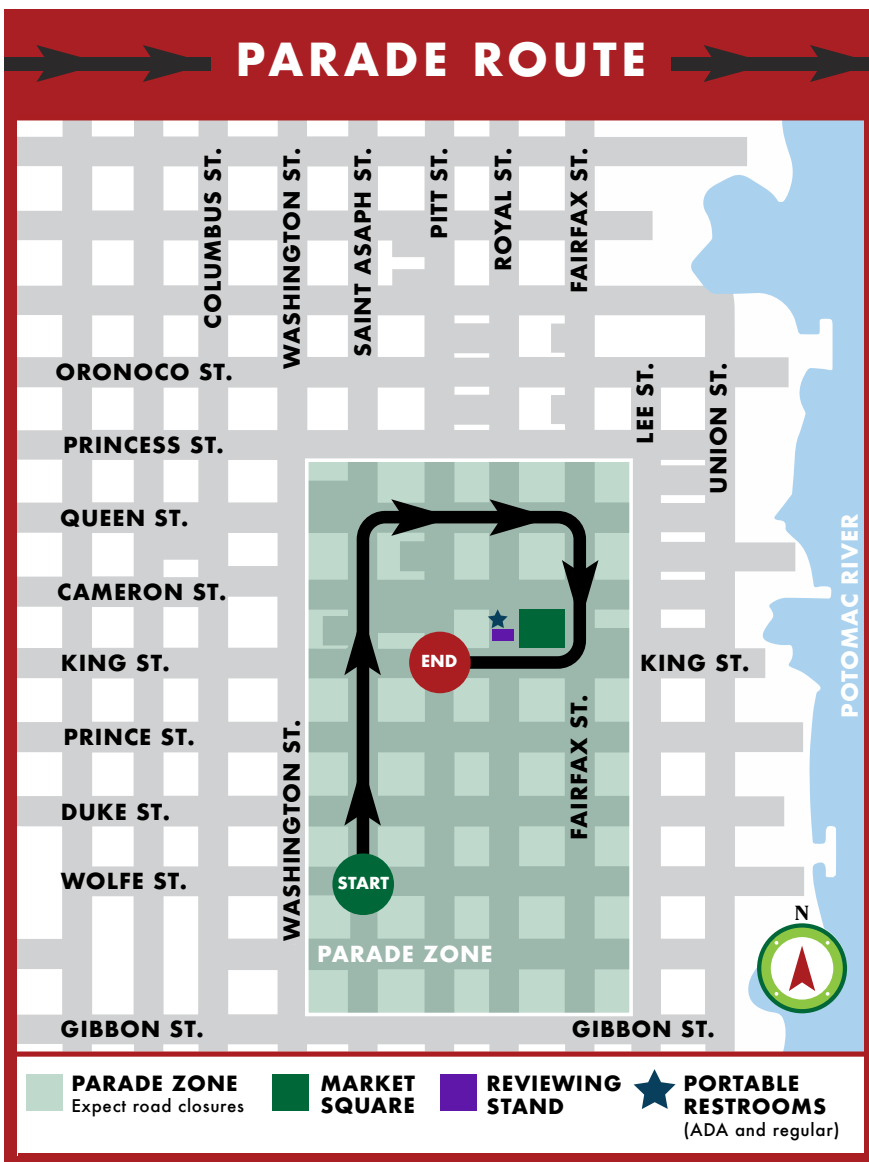 PARADE ROUTE
COLUMBUS ST.
WASHINGTON ST.
SAINT ASAPH ST.
PITT ST.
ROYAL ST.
FAIRFAX ST.
ORONOCO ST.
LEE ST.
UNION ST.
PRINCESS ST.
QUEEN ST.
CAMERON ST.
POTOMAC RIVER
KING ST.
END
KING ST.
PRINCE ST.
WASHINGTON ST.
FAIRFAX ST.
DUKE ST.
WOLFE ST.
START
N
PARADE ZONE
GIBBON ST.
GIBBON ST.
PARADE ZONE
Expect road closures
MARKET
SQUARE
REVIEWING
STAND
PORTABLE
RESTROOMS
(ADA and regular)